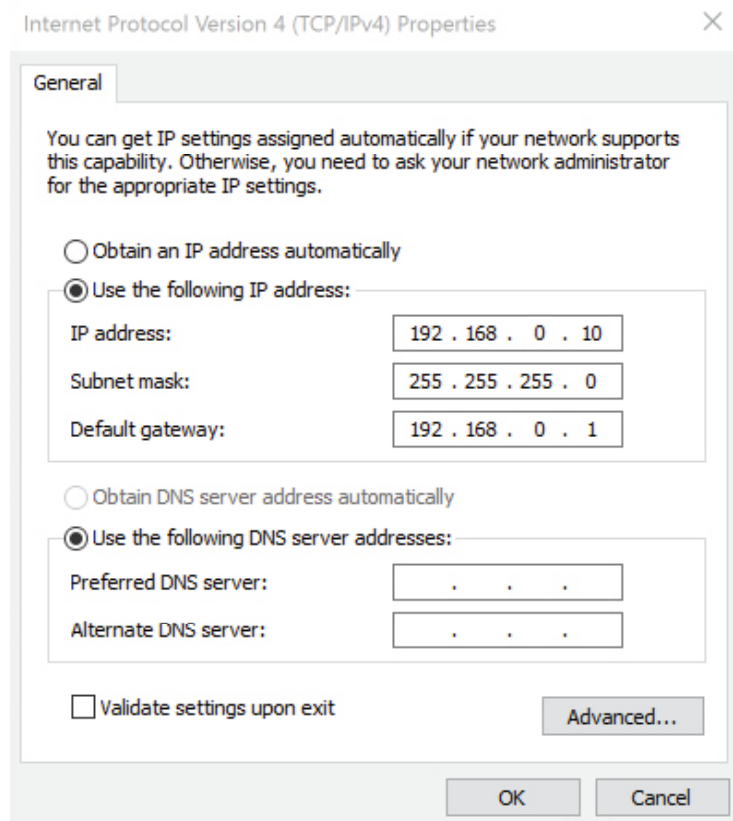 Internet Protocol Version 4 (TCP/IPv4) Properties
General
You can get IP settings assigned automatically if your network supports
this capability. Otherwise, you need to ask your network administrator
for the appropriate IP settings.
Obtain an IP address automatically
Use the following IP address:
IP address: 192 . 168 . 0 . 10
Subnet mask: 255 . 255 . 255 . 0
Default gateway: 192 . 168 . 0 . 1
Obtain DNS server address automatically
Use the following DNS server addresses:
Preferred DNS server: . . .
Alternate DNS server: . . .
Validate settings upon exit
Advanced...
OK Cancel